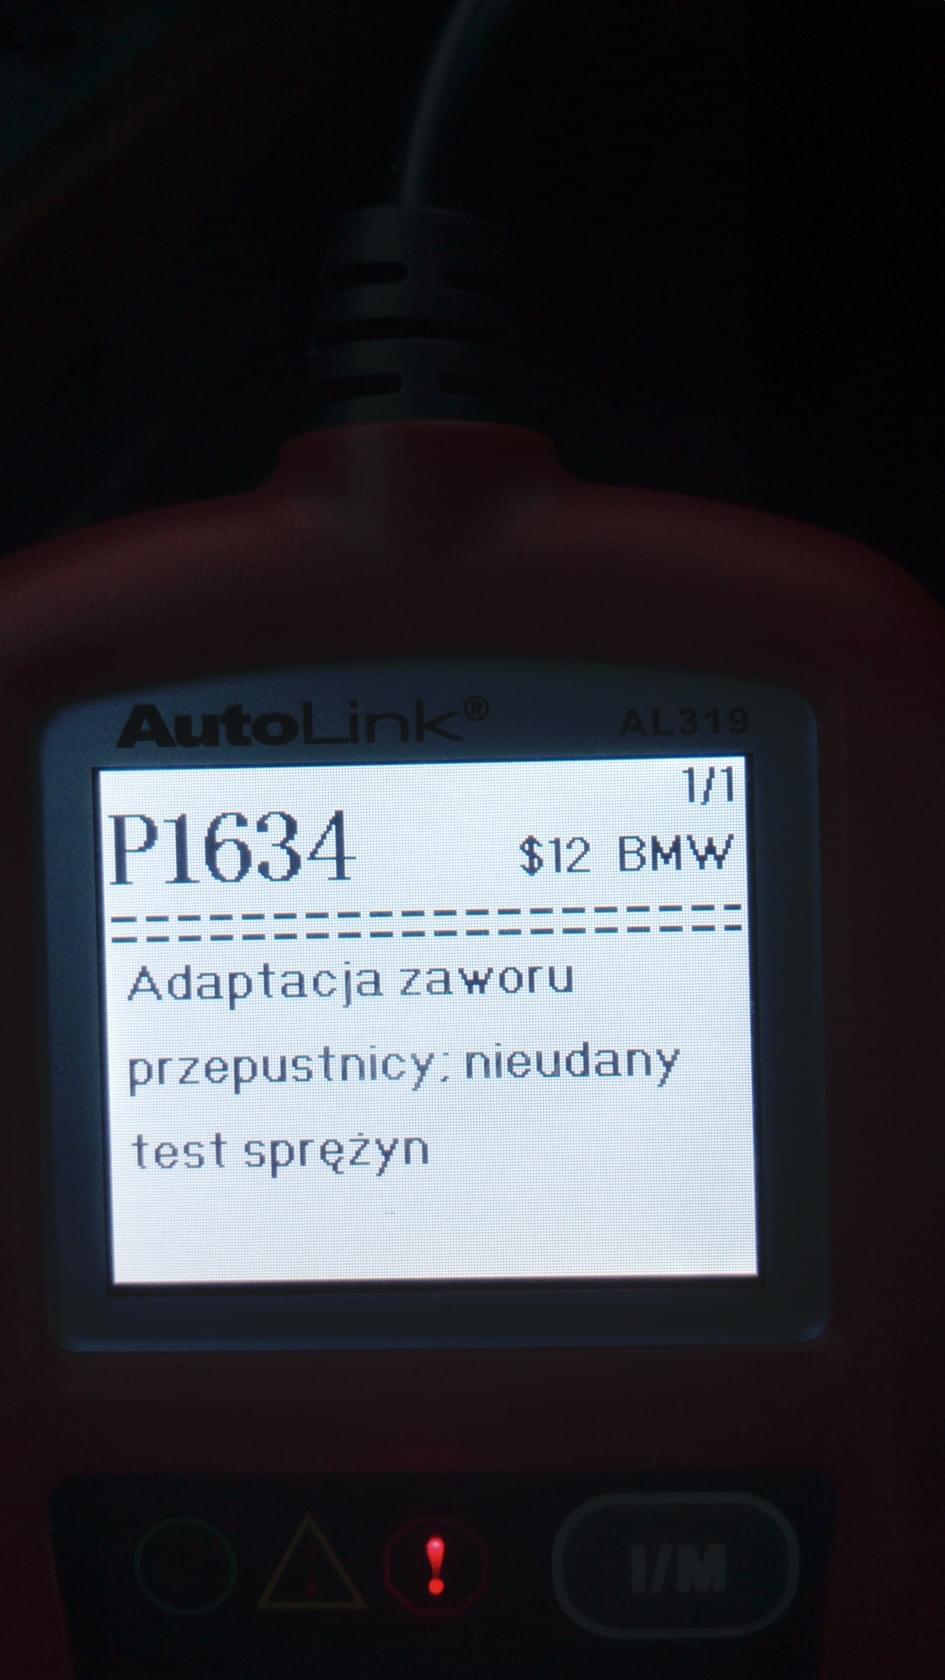 AutoLink® AL319
1/1
P1634 $12 BMW
Adaptacja zaworu
przepustnicy; nieudany
test sprężyn
I/M